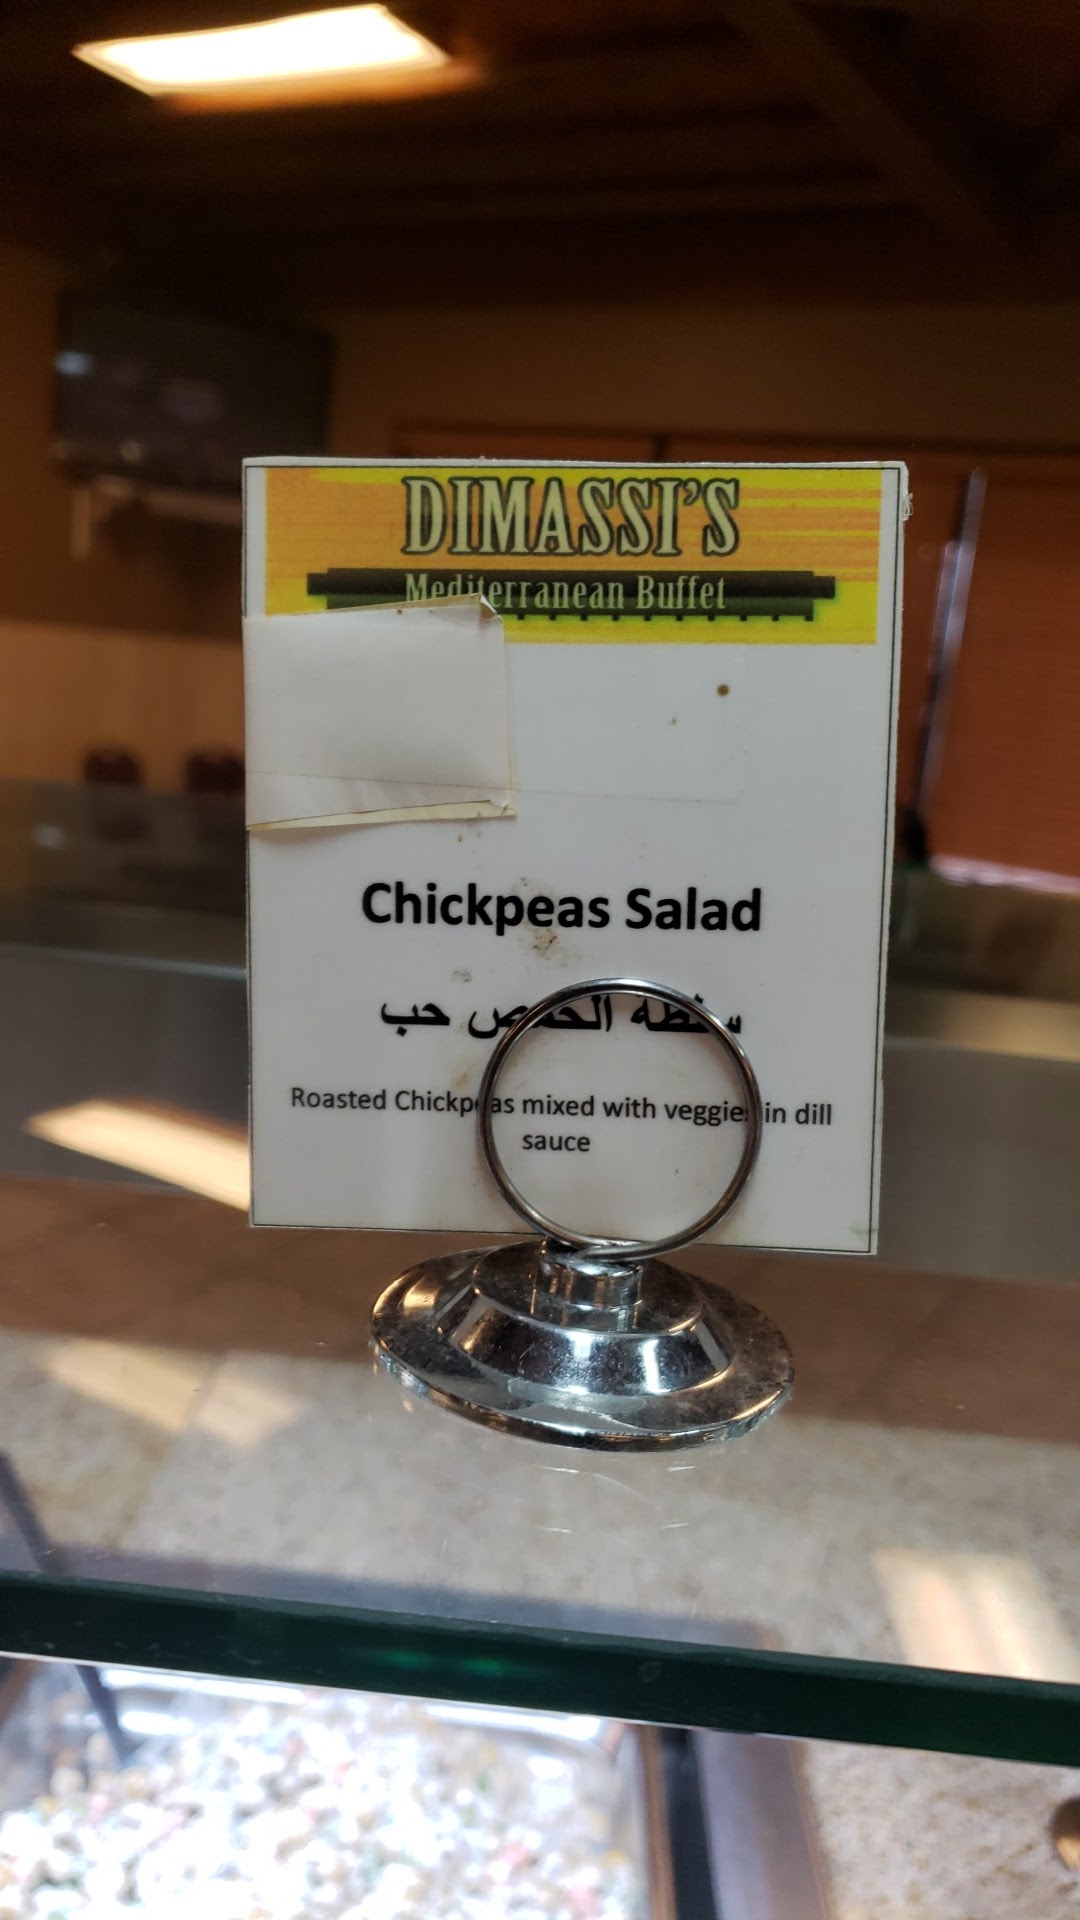 DIMASSI'S
Mediterranean Buffet
Chickpeas Salad
سلطة الحمص حب
Roasted Chickpeas mixed with veggies in dill
sauce